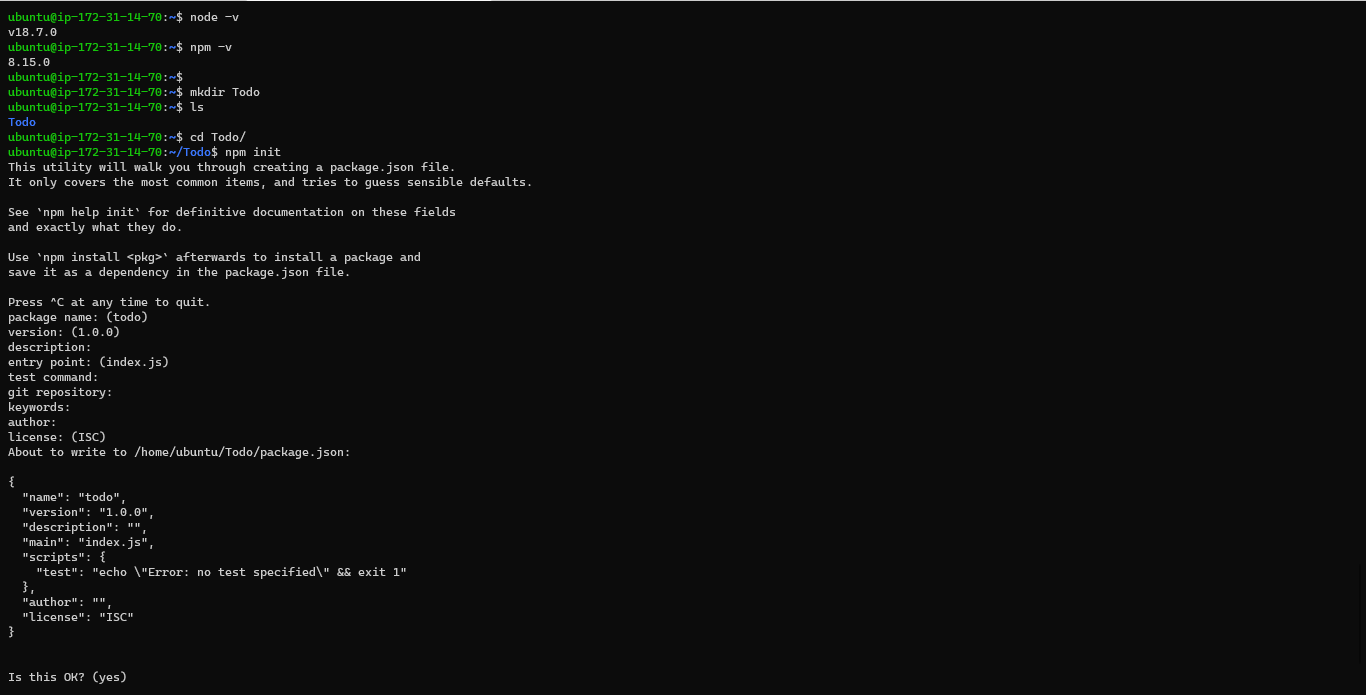 ubuntu@ip-172-31-14-70:~$ node -v
v18.7.0
ubuntu@ip-172-31-14-70:~$ npm -v
8.15.0
ubuntu@ip-172-31-14-70:~$
ubuntu@ip-172-31-14-70:~$ mkdir Todo
ubuntu@ip-172-31-14-70:~$ ls
Todo
ubuntu@ip-172-31-14-70:~$ cd Todo/
ubuntu@ip-172-31-14-70:~/Todo$ npm init
This utility will walk you through creating a package.json file.
It only covers the most common items, and tries to guess sensible defaults.

See `npm help init` for definitive documentation on these fields
and exactly what they do.

Use `npm install <pkg>` afterwards to install a package and
save it as a dependency in the package.json file.

Press ^C at any time to quit.
package name: (todo)
version: (1.0.0)
description:
entry point: (index.js)
test command:
git repository:
keywords:
author:
license: (ISC)
About to write to /home/ubuntu/Todo/package.json:

{
  "name": "todo",
  "version": "1.0.0",
  "description": "",
  "main": "index.js",
  "scripts": {
    "test": "echo \"Error: no test specified\" && exit 1"
  },
  "author": "",
  "license": "ISC"
}


Is this OK? (yes)